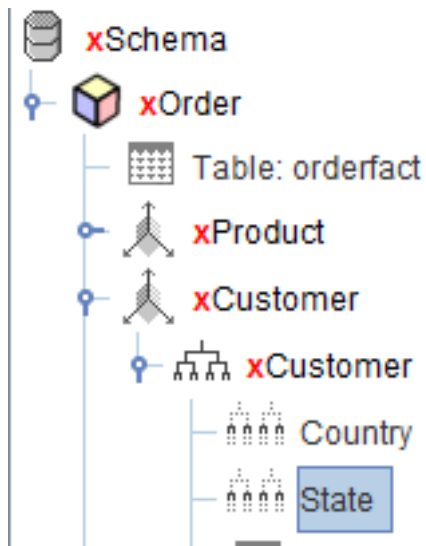 xSchema
xOrder
Table: orderfact
xProduct
xCustomer
xCustomer
Country
State